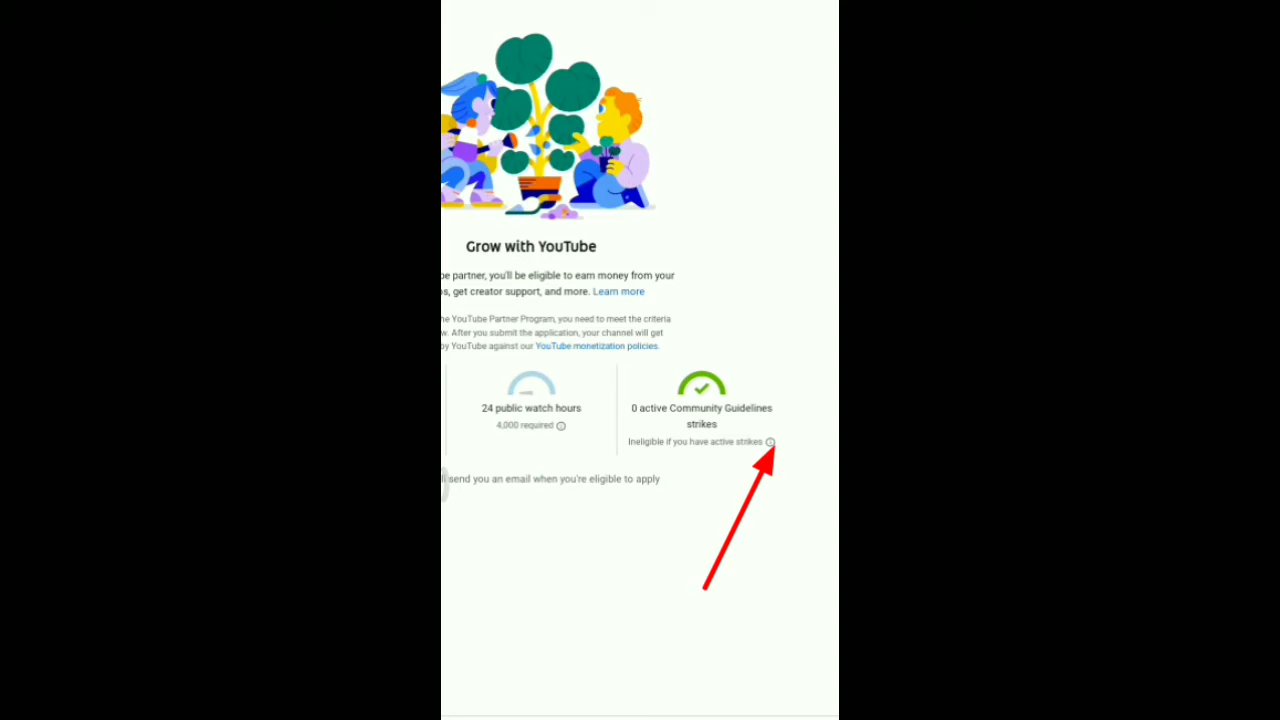 Grow with YouTube
partner, you'll be eligible to earn money from your
get creator support, and more. Learn more
YouTube Partner Program, you need to meet the criteria
After you submit the application, your channel will get
by YouTube against our YouTube monetization policies.
24 public watch hours
4,000 required
0 active Community Guidelines
strikes
Ineligible if you have active strikes
send you an email when you're eligible to apply